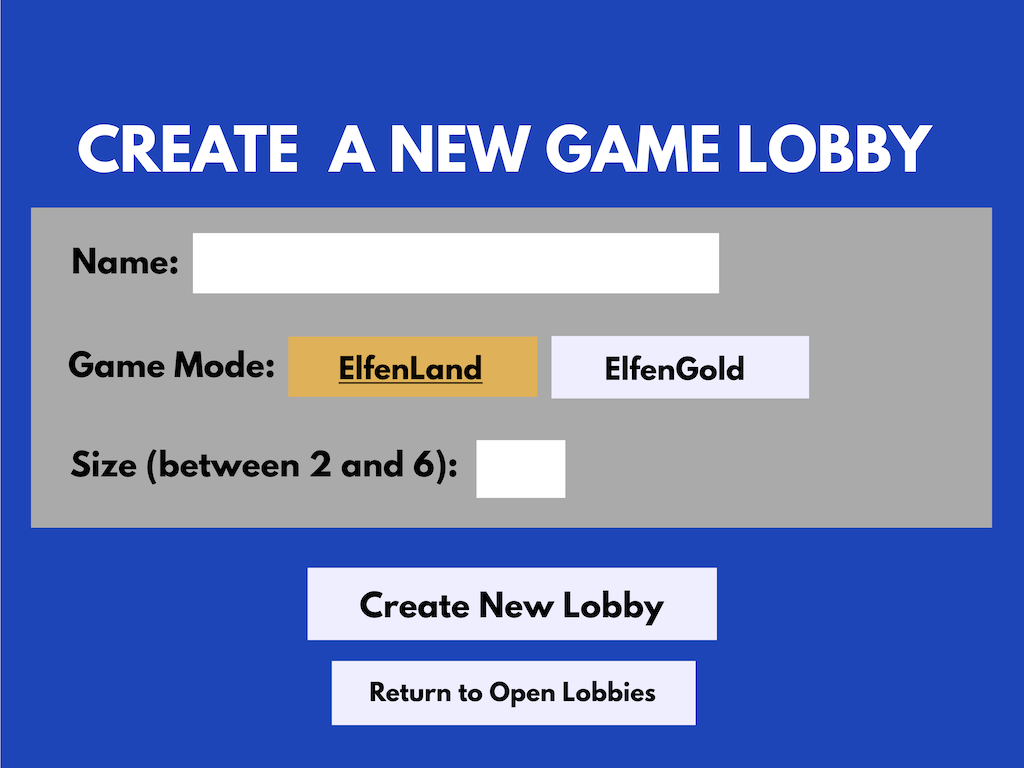 CREATE A NEW GAME LOBBY
Name:
Game Mode: ElfenLand ElfenGold
Size (between 2 and 6):
Create New Lobby
Return to Open Lobbies